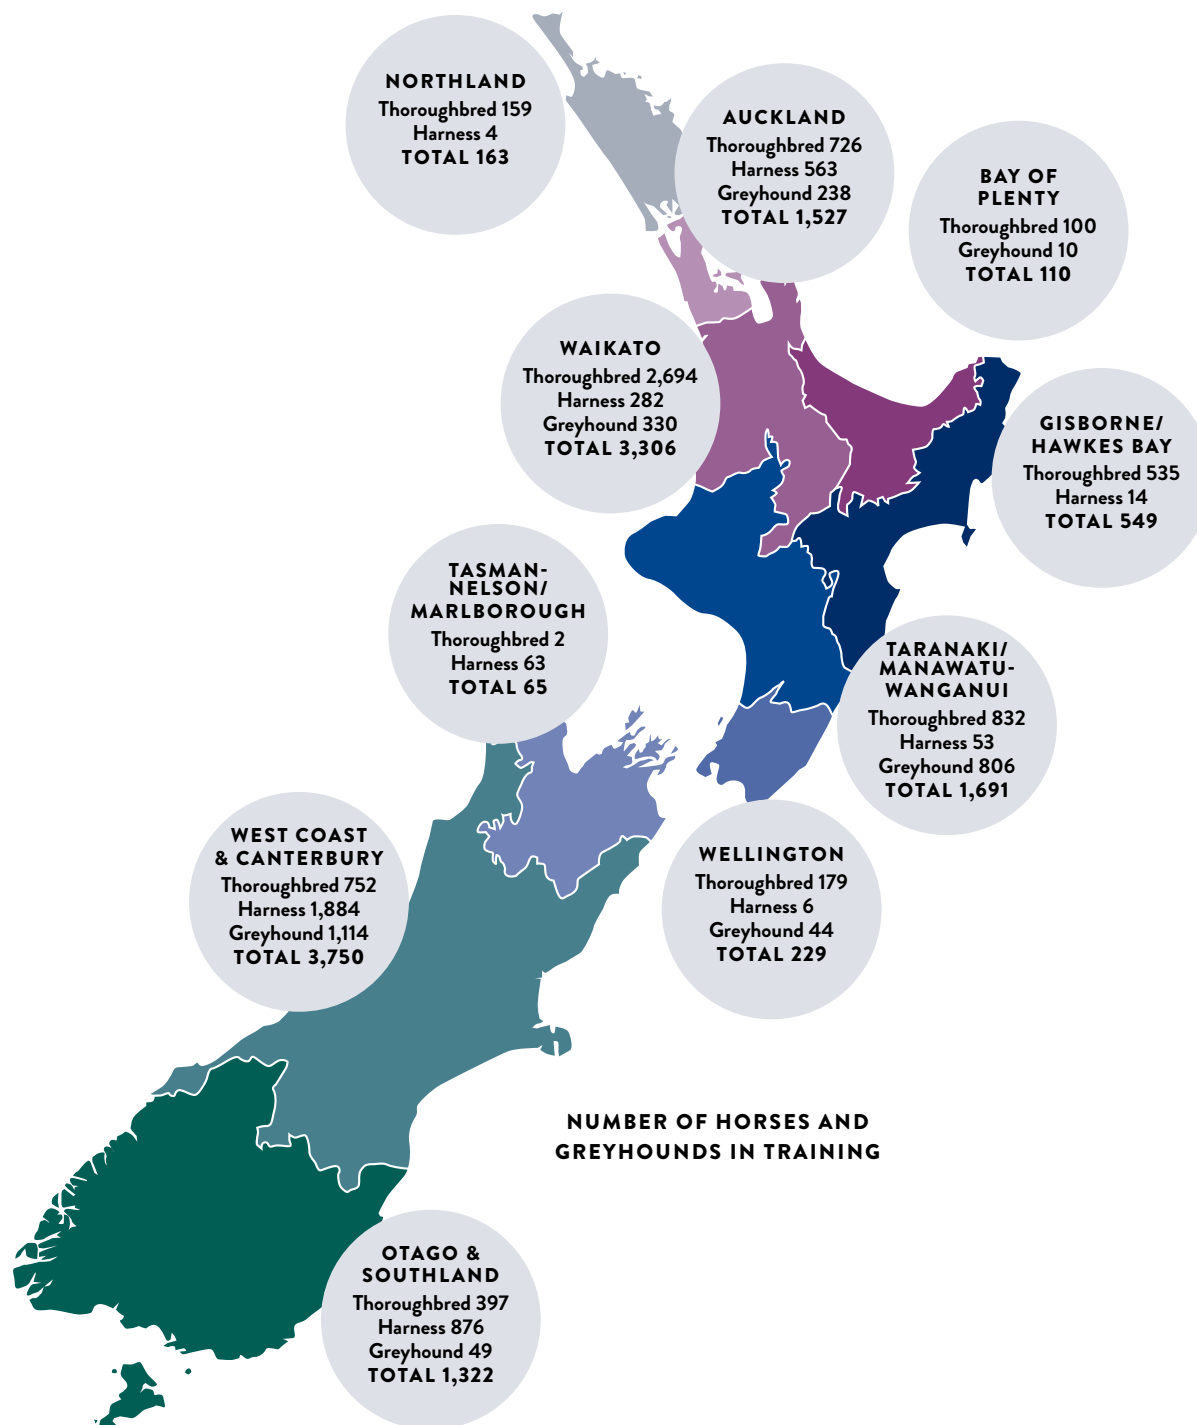 NORTHLAND
Thoroughbred 159
Harness 4
TOTAL 163
AUCKLAND
Thoroughbred 726
Harness 563
Greyhound 238
TOTAL 1,527
BAY OF
PLENTY
Thoroughbred 100
Greyhound 10
TOTAL 110
WAIKATO
Thoroughbred 2,694
Harness 282
Greyhound 330
TOTAL 3,306
GISBORNE/
HAWKES BAY
Thoroughbred 535
Harness 14
TOTAL 549
TASMAN-
NELSON/
MARLBOROUGH
Thoroughbred 2
Harness 63
TOTAL 65
TARANAKI/
MANAWATU-
WANGANUI
Thoroughbred 832
Harness 53
Greyhound 806
TOTAL 1,691
WEST COAST
& CANTERBURY
Thoroughbred 752
Harness 1,884
Greyhound 1,114
TOTAL 3,750
WELLINGTON
Thoroughbred 179
Harness 6
Greyhound 44
TOTAL 229
NUMBER OF HORSES AND
GREYHOUNDS IN TRAINING
OTAGO &
SOUTHLAND
Thoroughbred 397
Harness 876
Greyhound 49
TOTAL 1,322